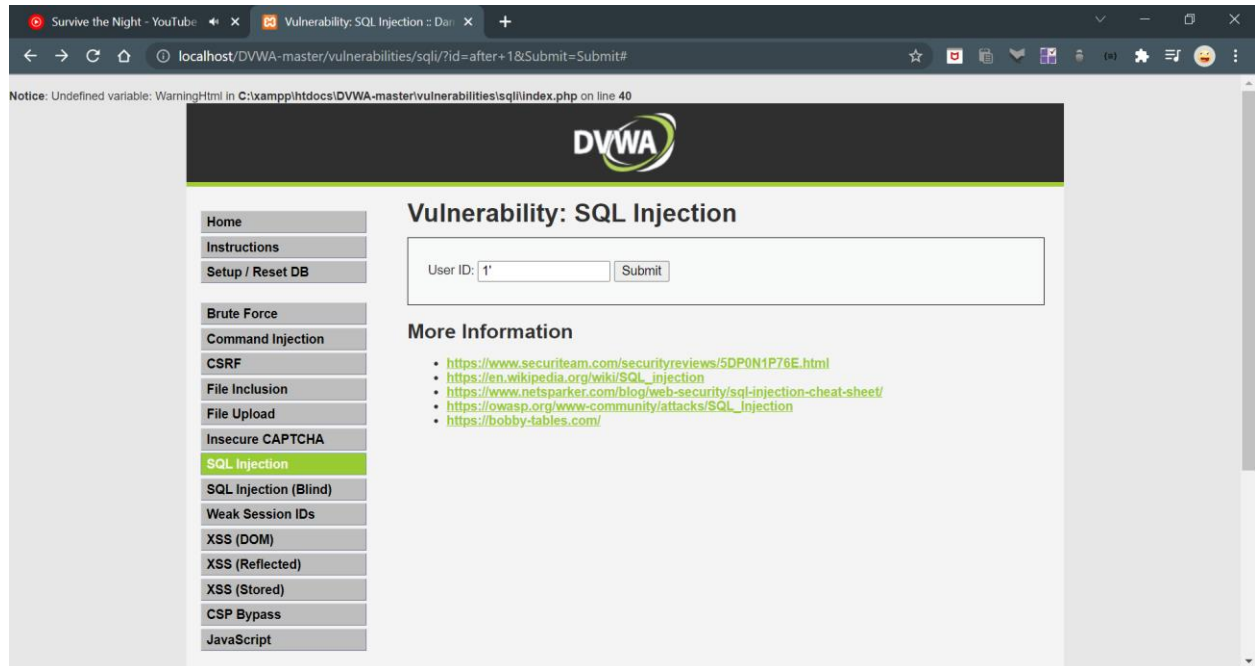 Survive the Night - YouTube
Vulnerability: SQL Injection :: Dan
localhost/DVWA-master/vulnerabilities/sqli/?id=after+1&Submit=Submit#
Notice: Undefined variable: WarningHtml in C:\xampp\htdocs\DVWA-master\vulnerabilities\sqli\index.php on line 40
DVWA
Home
Instructions
Setup / Reset DB
Brute Force
Command Injection
CSRF
File Inclusion
File Upload
Insecure CAPTCHA
SQL Injection
SQL Injection (Blind)
Weak Session IDs
XSS (DOM)
XSS (Reflected)
XSS (Stored)
CSP Bypass
JavaScript
Vulnerability: SQL Injection
User ID: 1' Submit
More Information
https://www.securiteam.com/securityreviews/5DP0N1P76E.html
https://en.wikipedia.org/wiki/SQL_injection
https://www.netsparker.com/blog/web-security/sql-injection-cheat-sheet/
https://owasp.org/www-community/attacks/SQL_Injection
https://bobby-tables.com/